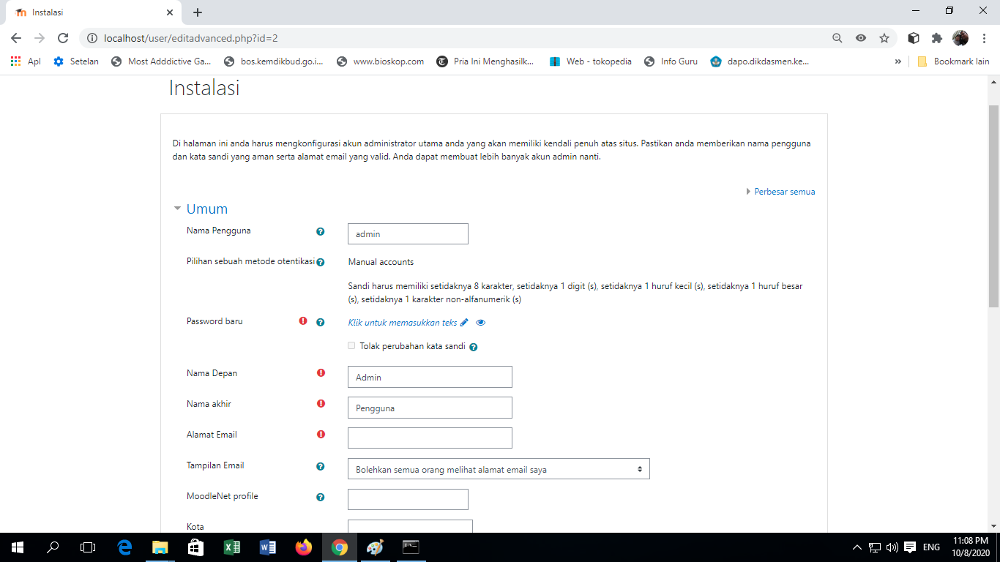 Instalasi
localhost/user/editadvanced.php?id=2
Apl
Setelan
Most Adddictive Ga...
bos.kemdikbud.go.i...
www.bioskop.com
Pria Ini Menghasilk...
Web - tokopedia
Info Guru
dapo.dikdasmen.ke...
»
Bookmark lain
Instalasi
Di halaman ini anda harus mengkonfigurasi akun administrator utama anda yang akan memiliki kendali penuh atas situs. Pastikan anda memberikan nama pengguna
dan kata sandi yang aman serta alamat email yang valid. Anda dapat membuat lebih banyak akun admin nanti.
Perbesar semua
Umum
Nama Pengguna
admin
Pilihan sebuah metode otentikasi
Manual accounts
Sandi harus memiliki setidaknya 8 karakter, setidaknya 1 digit (s), setidaknya 1 huruf kecil (s), setidaknya 1 huruf besar
(s), setidaknya 1 karakter non-alfanumerik (s)
Password baru
Klik untuk memasukkan teks
Tolak perubahan kata sandi
Nama Depan
Admin
Nama akhir
Pengguna
Alamat Email
Tampilan Email
Bolehkan semua orang melihat alamat email saya
MoodleNet profile
Kota
ENG
11:08 PM
10/8/2020